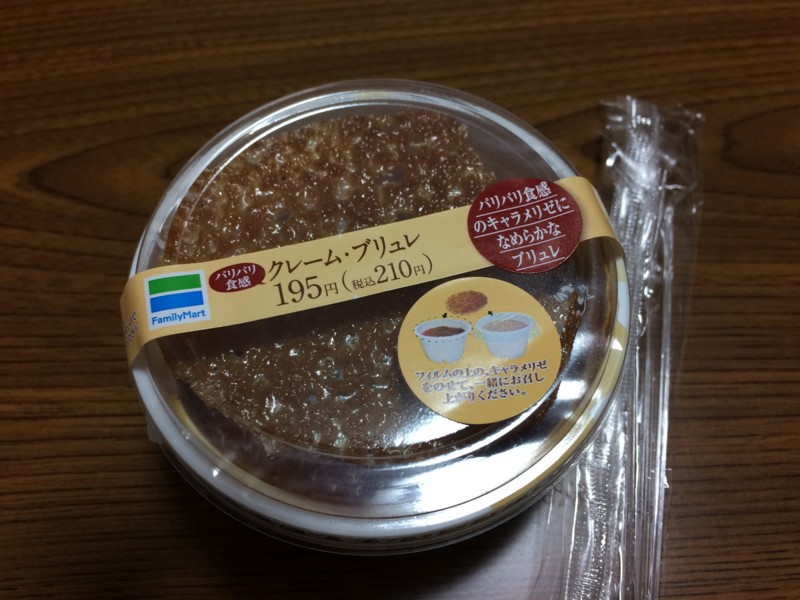 パリパリ
食感
クレーム・ブリュレ
195円(税込210円)
FamilyMart
パリパリ食感
のキャラメリゼに
なめらかな
ブリュレ
フィルムの上の、キャラメリゼ
をのせて、一緒にお召し
上がりください。